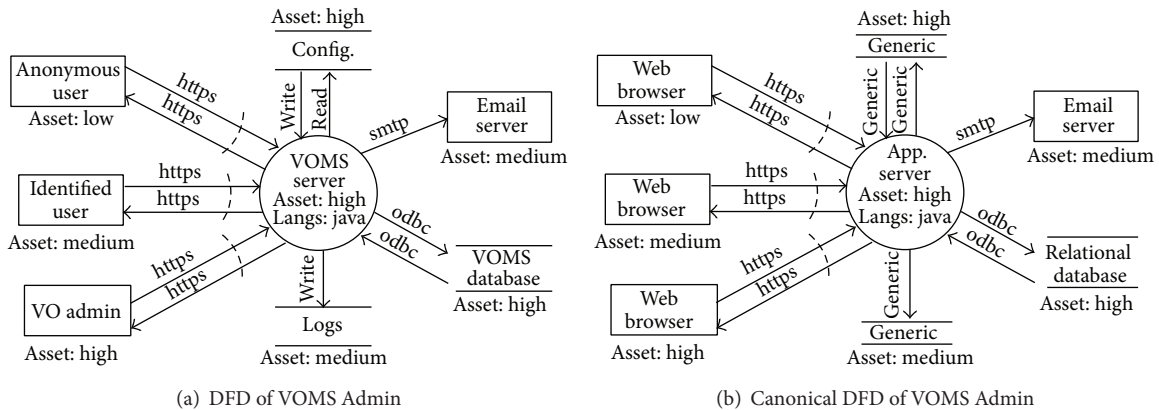 Asset: high
Config.
Anonymous
user
Asset: low
https
https
Write
Read
smtp
Email
server
Asset: medium
Identified
user
Asset: medium
https
https
VOMS
server
Asset: high
Langs: java
odbc
odbc
VOMS
database
Asset: high
VO admin
Asset: high
https
https
Write
Logs
Asset: medium
(a) DFD of VOMS Admin
Asset: high
Generic
Web
browser
Asset: low
https
https
Generic
Generic
smtp
Email
server
Asset: medium
Web
browser
Asset: medium
https
https
App.
server
Asset: high
Langs: java
odbc
odbc
Relational
database
Asset: high
Web
browser
Asset: high
https
https
Generic
Generic
Asset: medium
(b) Canonical DFD of VOMS Admin